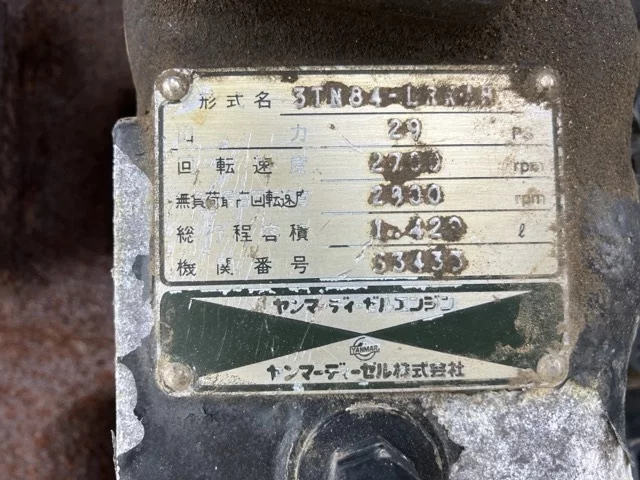 形式名 3TN84-L
出力 29 PS
回転速度 2700 rpm
無負荷最高回転速度 2930 rpm
総行程容積 1.429 ℓ
機関番号 53433
ヤンマーディーゼルエンジン
YANMAR
ヤンマーディーゼル株式会社